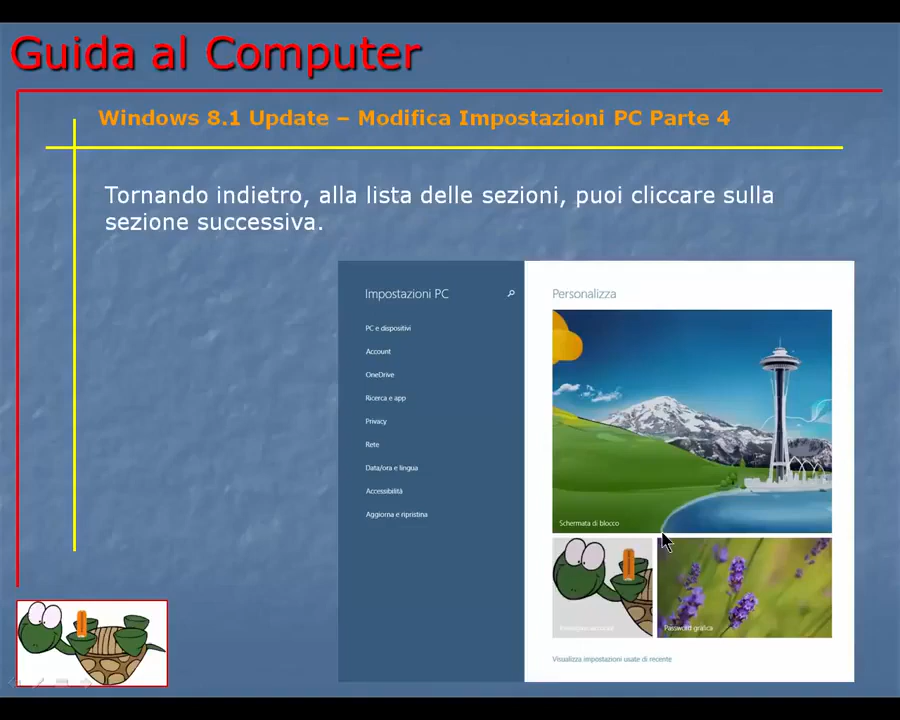 Guida al Computer
Windows 8.1 Update – Modifica Impostazioni PC Parte 4
Tornando indietro, alla lista delle sezioni, puoi cliccare sulla
sezione successiva.
Impostazioni PC
PC e dispositivi
Account
OneDrive
Ricerca e app
Privacy
Rete
Data/ora e lingua
Accessibilità
Aggiorna e ripristina
Personalizza
Schermata di blocco
Password grafica
Visualizza impostazioni usate di recente